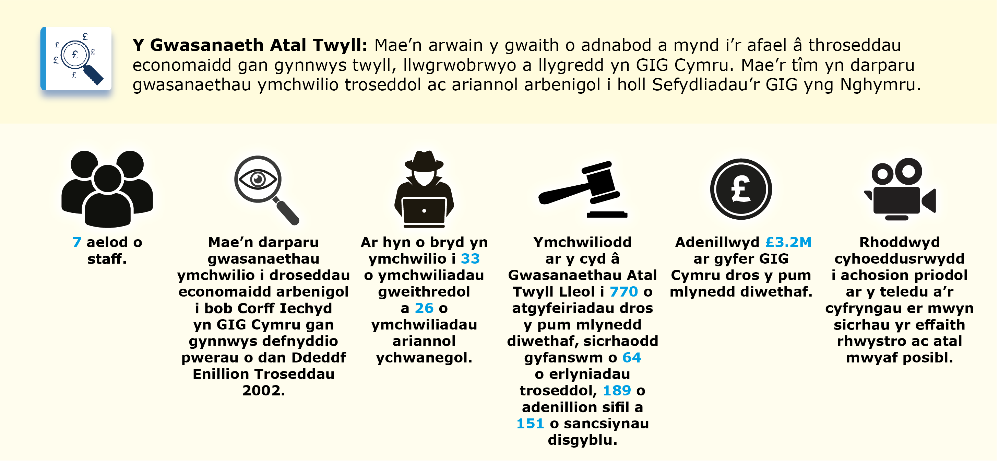 Y Gwasanaeth Atal Twyll: Mae’n arwain y gwaith o adnabod a mynd i’r afael â throseddau
economaidd gan gynnwys twyll, llwgrwobrwyo a llygredd yn GIG Cymru. Mae’r tîm yn darparu
gwasanaethau ymchwilio troseddol ac ariannol arbenigol i holl Sefydliadau’r GIG yng Nghymru.
7 aelod o
staff.
Mae’n darparu
gwasanaethau
ymchwilio i droseddau
economaidd arbenigol
i bob Corff Iechyd
yn GIG Cymru gan
gynnwys defnyddio
pwerau o dan Ddeddf
Enillion Troseddau
2002.
Ar hyn o bryd yn
ymchwilio i 33
o ymchwiliadau
gweithredol
a 26 o
ymchwiliadau
ariannol
ychwanegol.
Ymchwiliodd
ar y cyd â
Gwasanaethau Atal
Twyll Lleol i 770 o
atgyfeiriadau dros
y pum mlynedd
diwethaf, sicrhaodd
gyfanswm o 64
o erlyniadau
troseddol, 189 o
adenillion sifil a
151 o sancsiynau
disgyblu.
Adenillwyd £3.2M
ar gyfer GIG
Cymru dros y pum
mlynedd diwethaf.
Rhoddwyd
cyhoeddusrwydd
i achosion priodol
ar y teledu a’r
cyfryngau er mwyn
sicrhau yr effaith
rhwystro ac atal
mwyaf posibl.